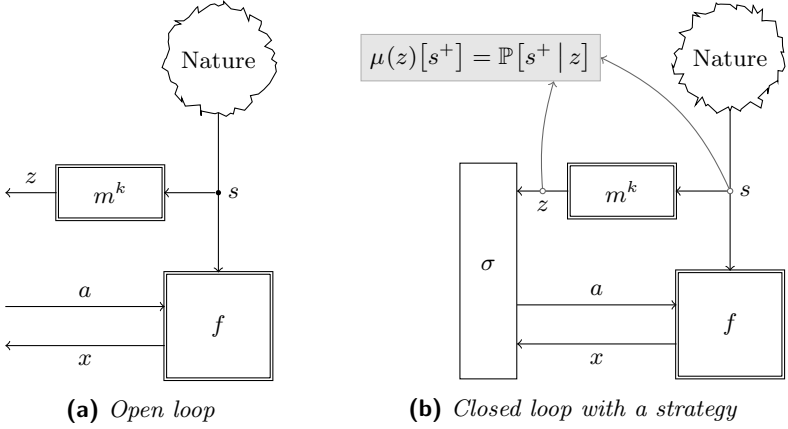 Nature
z
m^k
s
a
f
x
(a) Open loop
μ(z)[s⁺] = ℙ[s⁺ | z]
Nature
m^k
s
z
σ
a
f
x
(b) Closed loop with a strategy